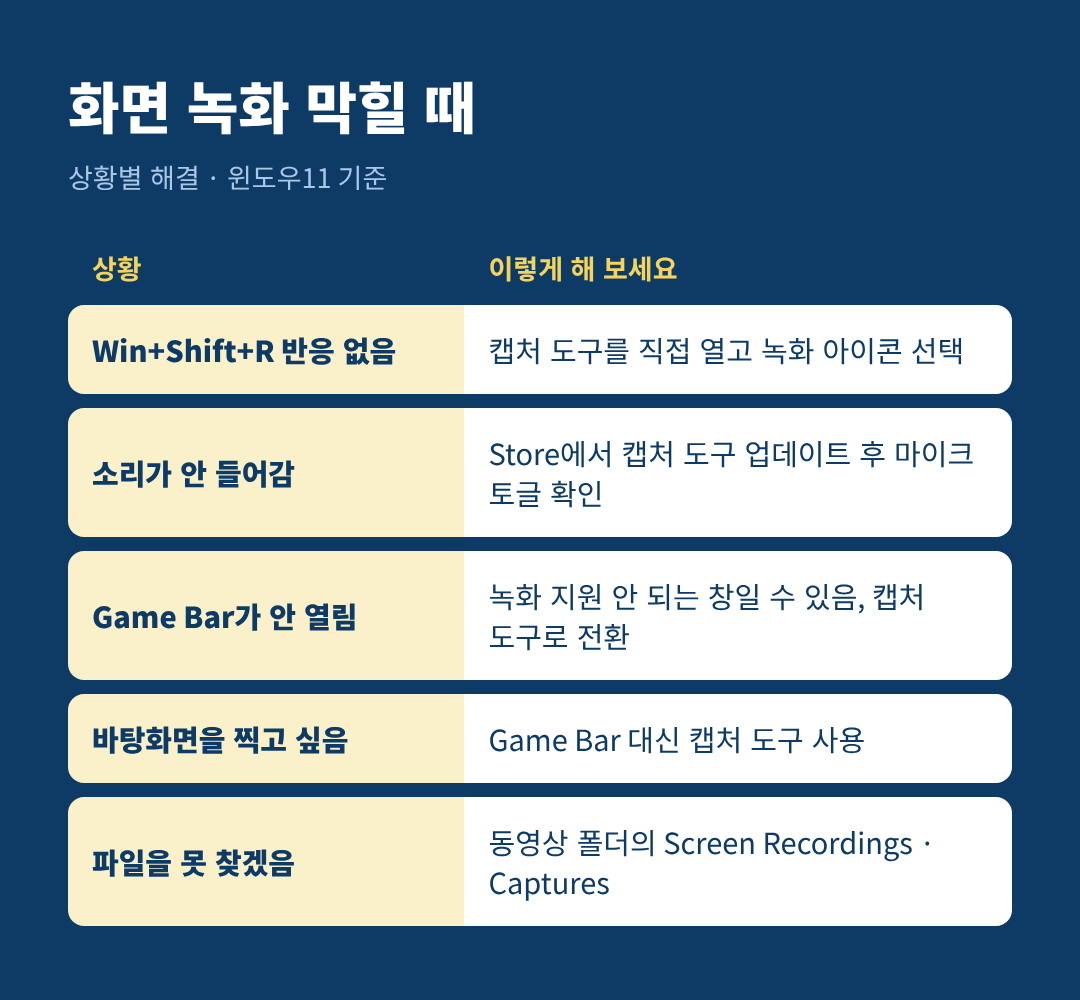 화면 녹화 막힐 때
상황별 해결 · 윈도우11 기준
상황
이렇게 해 보세요
Win+Shift+R 반응 없음
캡처 도구를 직접 열고 녹화 아이콘 선택
소리가 안 들어감
Store에서 캡처 도구 업데이트 후 마이크
토글 확인
Game Bar가 안 열림
녹화 지원 안 되는 창일 수 있음, 캡처
도구로 전환
바탕화면을 찍고 싶음
Game Bar 대신 캡처 도구 사용
파일을 못 찾겠음
동영상 폴더의 Screen Recordings ·
Captures